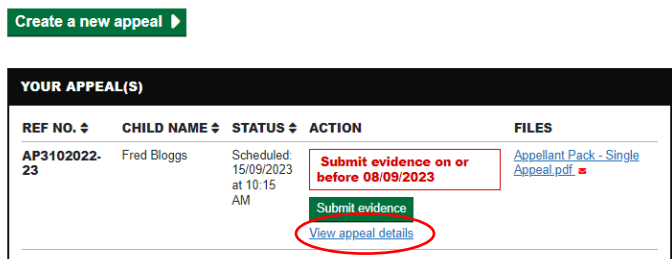 Create a new appeal
YOUR APPEAL(S)
REF NO. CHILD NAME STATUS ACTION FILES
AP3102022-
23
Fred Bloggs
Scheduled:
15/09/2023
at 10:15
AM
Submit evidence on or
before 08/09/2023
Submit evidence
View appeal details
Appellant Pack - Single
Appeal.pdf